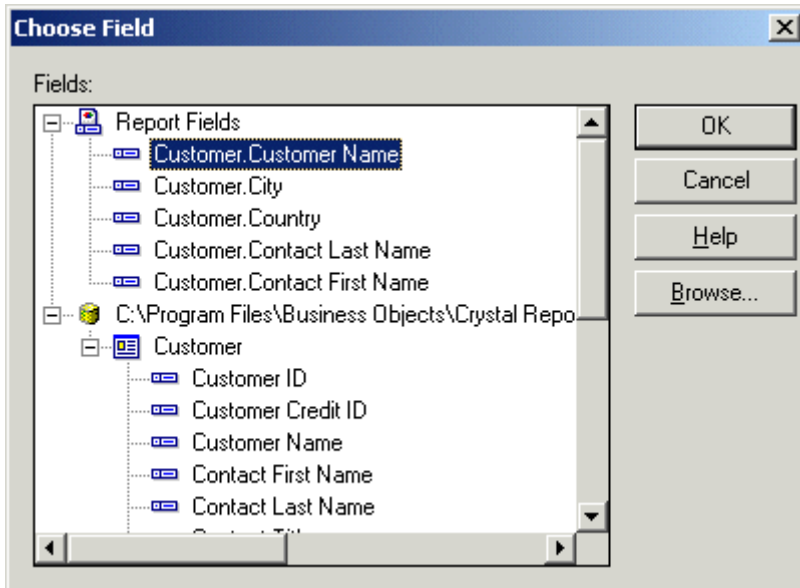 Choose Field
Fields:
Report Fields
Customer.Customer Name
Customer.City
Customer.Country
Customer.Contact Last Name
Customer.Contact First Name
C:\Program Files\Business Objects\Crystal Repo
Customer
Customer ID
Customer Credit ID
Customer Name
Contact First Name
Contact Last Name
OK
Cancel
Help
Browse...